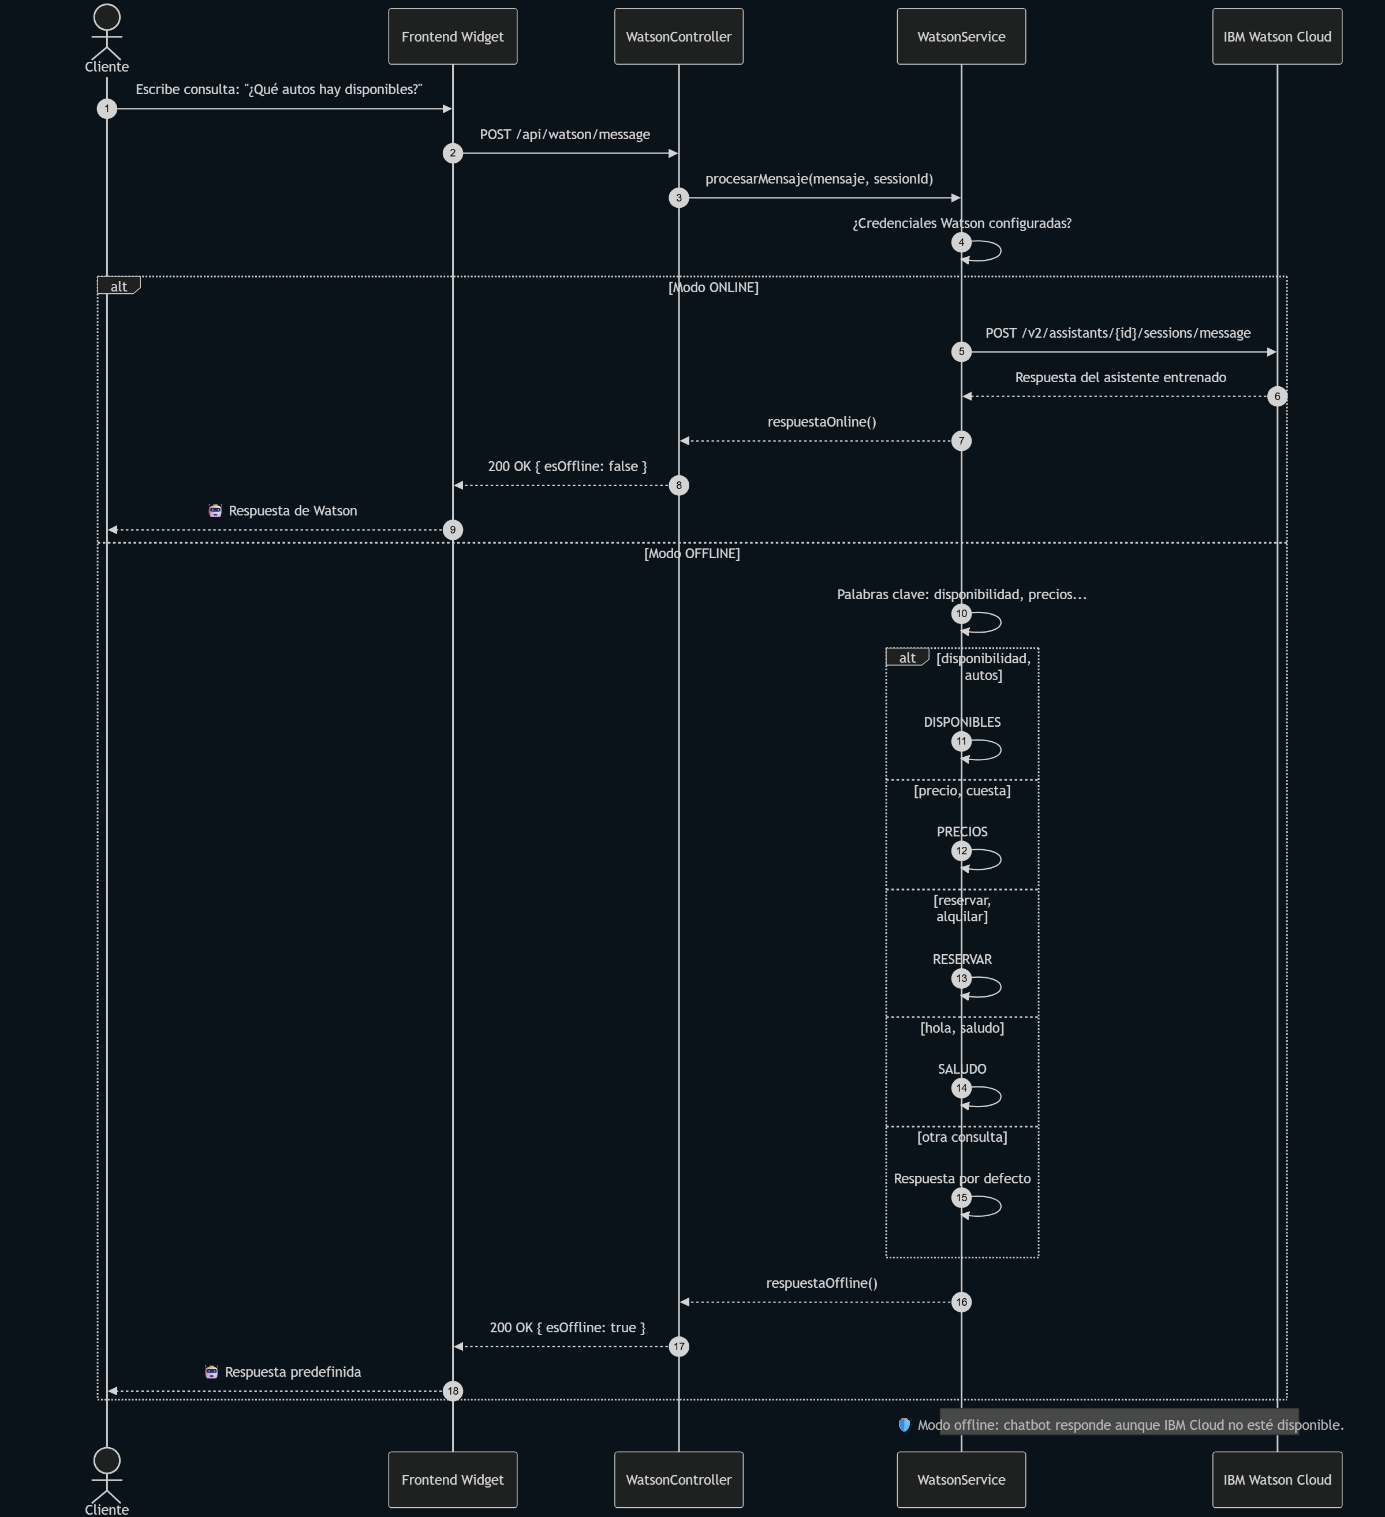 Cliente
Frontend Widget
WatsonController
WatsonService
IBM Watson Cloud
Escribe consulta: "¿Qué autos hay disponibles?"
1
POST /api/watson/message
2
procesarMensaje(mensaje, sessionId)
3
¿Credenciales Watson configuradas?
4
alt
[Modo ONLINE]
POST /v2/assistants/{id}/sessions/message
5
Respuesta del asistente entrenado
6
respuestaOnline()
7
200 OK { esOffline: false }
8
🤖 Respuesta de Watson
9
[Modo OFFLINE]
Palabras clave: disponibilidad, precios...
10
alt
[disponibilidad,
autos]
DISPONIBLES
11
[precio, cuesta]
PRECIOS
12
[reservar,
alquilar]
RESERVAR
13
[hola, saludo]
SALUDO
14
[otra consulta]
Respuesta por defecto
15
respuestaOffline()
16
200 OK { esOffline: true }
17
🤖 Respuesta predefinida
18
🛡️ Modo offline: chatbot responde aunque IBM Cloud no esté disponible.
Cliente
Frontend Widget
WatsonController
WatsonService
IBM Watson Cloud